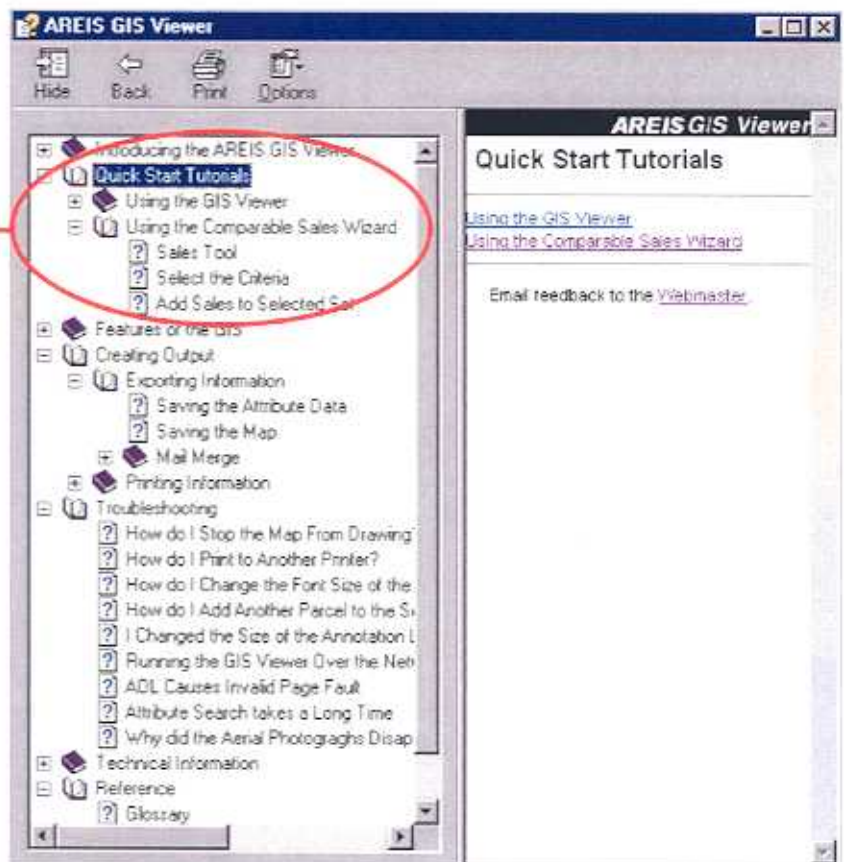 AREIS GIS Viewer
Hide Back Print Options
Introducing the AREIS GIS Viewer
Quick Start Tutorials
Using the GIS Viewer
Using the Comparable Sales Wizard
Sales Tool
Select the Criteria
Add Sales to Selected Set
Features of the GIS
Creating Output
Exporting Information
Saving the Attribute Data
Saving the Map
Mail Merge
Printing Information
Troubleshooting
How do I Stop the Map From Drawing?
How do I Print to Another Printer?
How do I Change the Font Size of the
How do I Add Another Parcel to the S
I Changed the Size of the Annotation L
Running the GIS Viewer Over the Net
ADL Causes Invalid Page Fault
Attribute Search takes a Long Time
Why did the Aerial Photograghs Disap
Technical Information
Reference
Glossary
AREIS GIS Viewer
Quick Start Tutorials
Using the GIS Viewer
Using the Comparable Sales Wizard
Email feedback to the Webmaster.